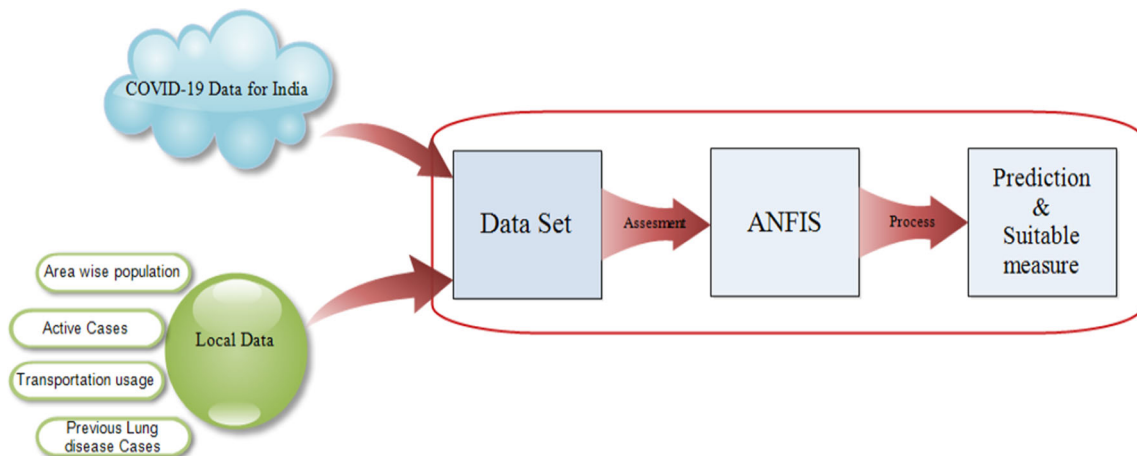 COVID-19 Data for India
Area wise population
Active Cases
Transportation usage
Previous Lung
disease Cases
Local Data
Data Set
Assesment
ANFIS
Process
Prediction
&
Suitable
measure